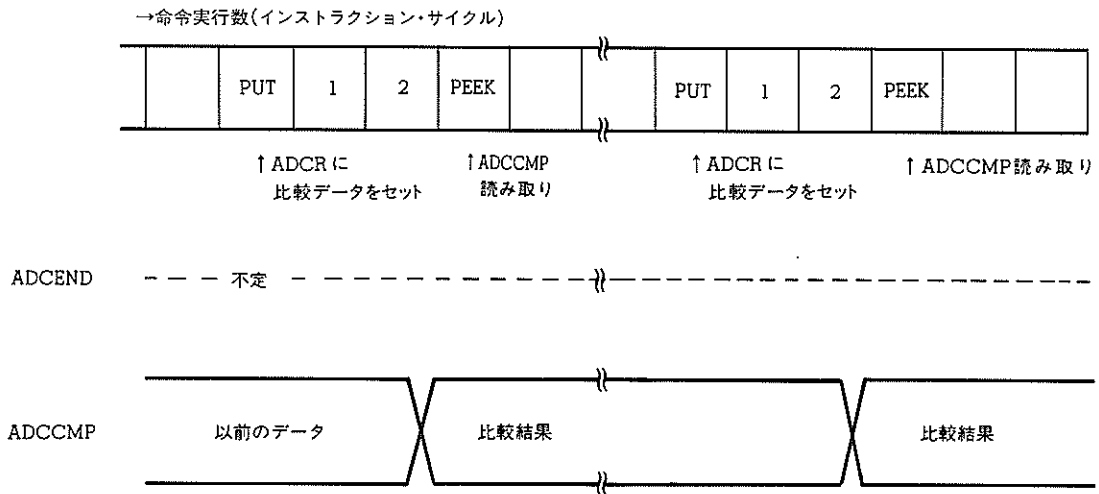 →命令実行数(インストラクション・サイクル)
PUT 1 2 PEEK PUT 1 2 PEEK
↑ADCRに
比較データをセット
↑ADCCMP
読み取り
↑ADCRに
比較データをセット
↑ADCCMP読み取り
ADCEND 不定
ADCCMP 以前のデータ 比較結果 比較結果